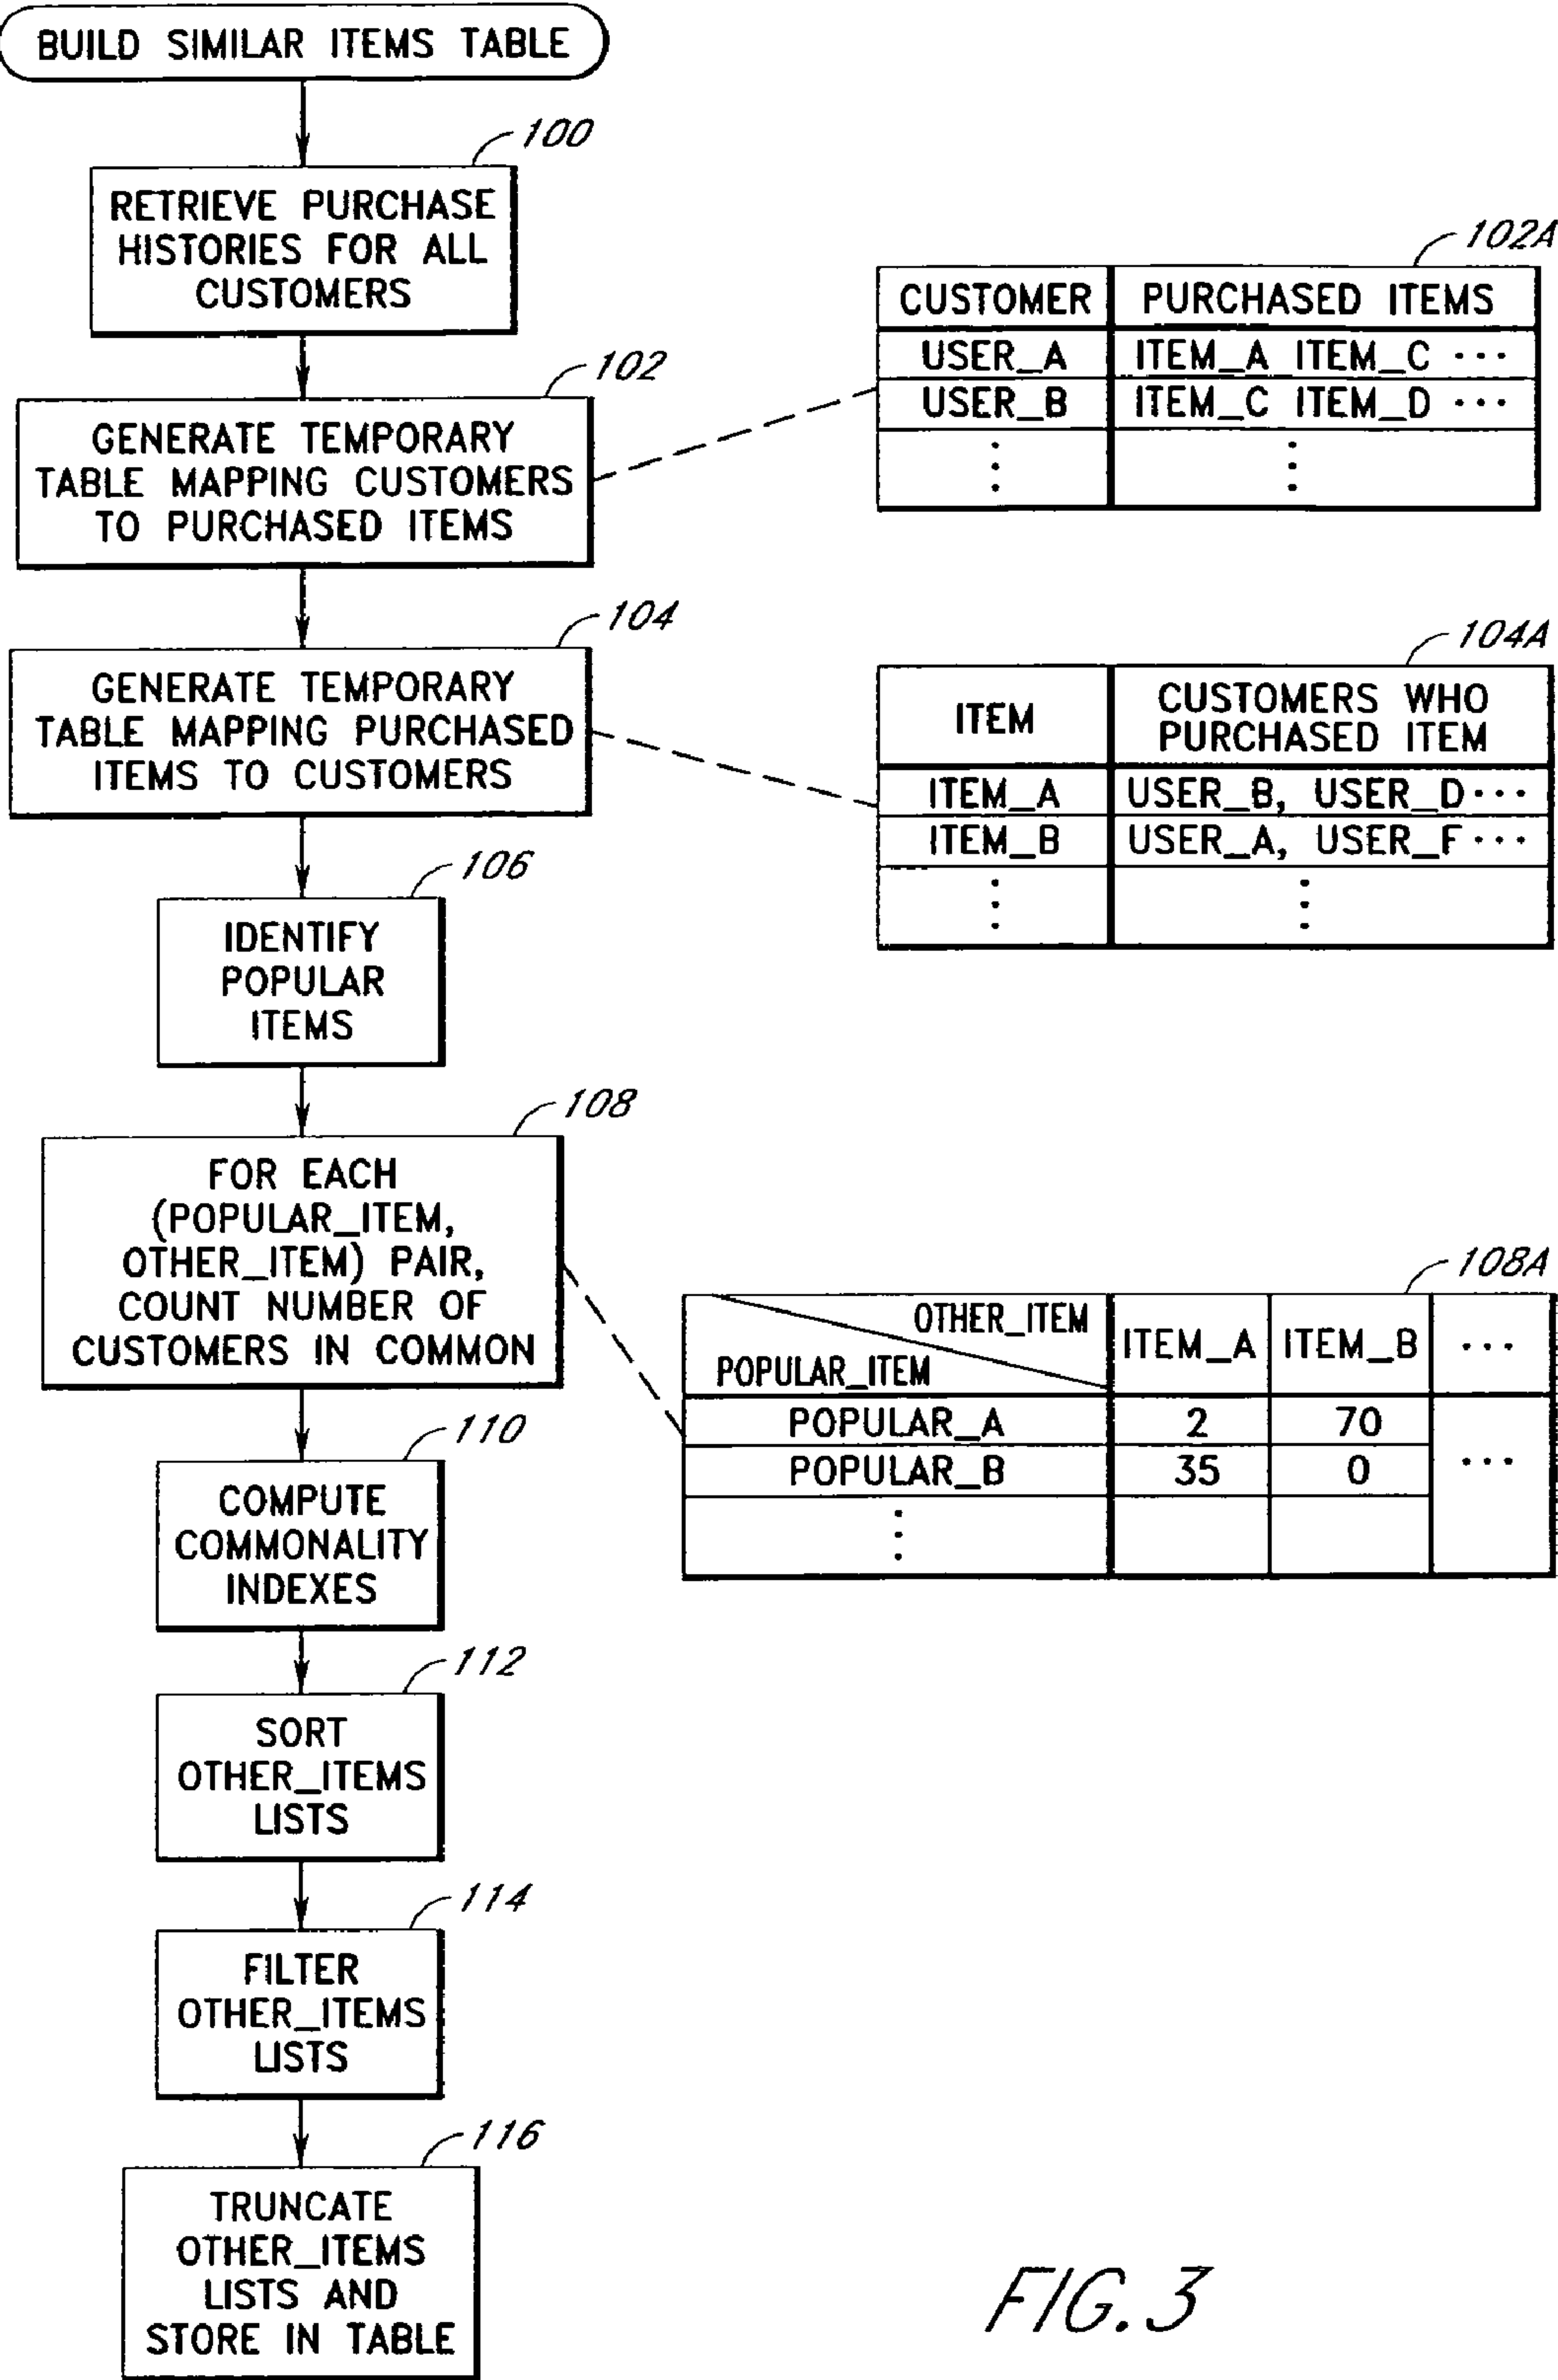 BUILD SIMILAR ITEMS TABLE
100
RETRIEVE PURCHASE
HISTORIES FOR ALL
CUSTOMERS
102
GENERATE TEMPORARY
TABLE MAPPING CUSTOMERS
TO PURCHASED ITEMS
102A
CUSTOMER PURCHASED ITEMS
USER_A ITEM_A ITEM_C ···
USER_B ITEM_C ITEM_D ···
104
GENERATE TEMPORARY
TABLE MAPPING PURCHASED
ITEMS TO CUSTOMERS
104A
ITEM CUSTOMERS WHO
PURCHASED ITEM
ITEM_A USER_B, USER_D···
ITEM_B USER_A, USER_F···
106
IDENTIFY
POPULAR
ITEMS
108
FOR EACH
(POPULAR_ITEM,
OTHER_ITEM) PAIR,
COUNT NUMBER OF
CUSTOMERS IN COMMON
108A
OTHER_ITEM
POPULAR_ITEM
ITEM_A ITEM_B ···
POPULAR_A 2 70
POPULAR_B 35 0 ···
110
COMPUTE
COMMONALITY
INDEXES
112
SORT
OTHER_ITEMS
LISTS
114
FILTER
OTHER_ITEMS
LISTS
116
TRUNCATE
OTHER_ITEMS
LISTS AND
STORE IN TABLE
FIG. 3